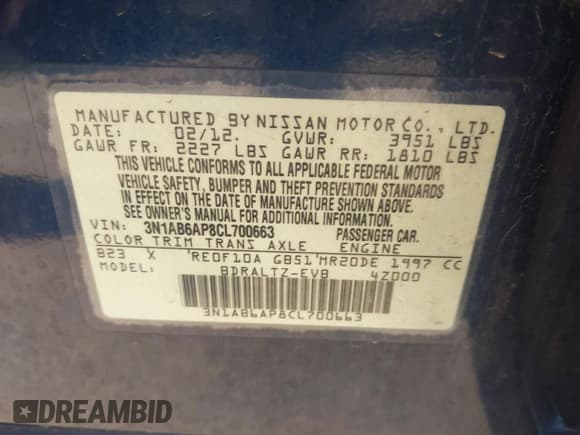 MANUFACTURED BY NISSAN MOTOR CO., LTD.
DATE: 02/12. GVWR: 3951 LBS
GAWR FR: 2227 LBS GAWR RR: 1810 LBS
THIS VEHICLE CONFORMS TO ALL APPLICABLE FEDERAL MOTOR
VEHICLE SAFETY, BUMPER AND THEFT PREVENTION STANDARDS
IN EFFECT ON THE DATE OF MANUFACTURE SHOWN ABOVE.
SEE OWNER'S MANUAL FOR ADDITIONAL INFORMATION.
VIN: 3N1AB6AP8CL700663 PASSENGER CAR.
COLOR TRIM TRANS AXLE ENGINE
B23 X 'RE0F10A GB51'MR20DE 1997 CC
MODEL: BDRALTZ-EVB 4Z000
3N1AB6AP8CL700663
DREAMBID